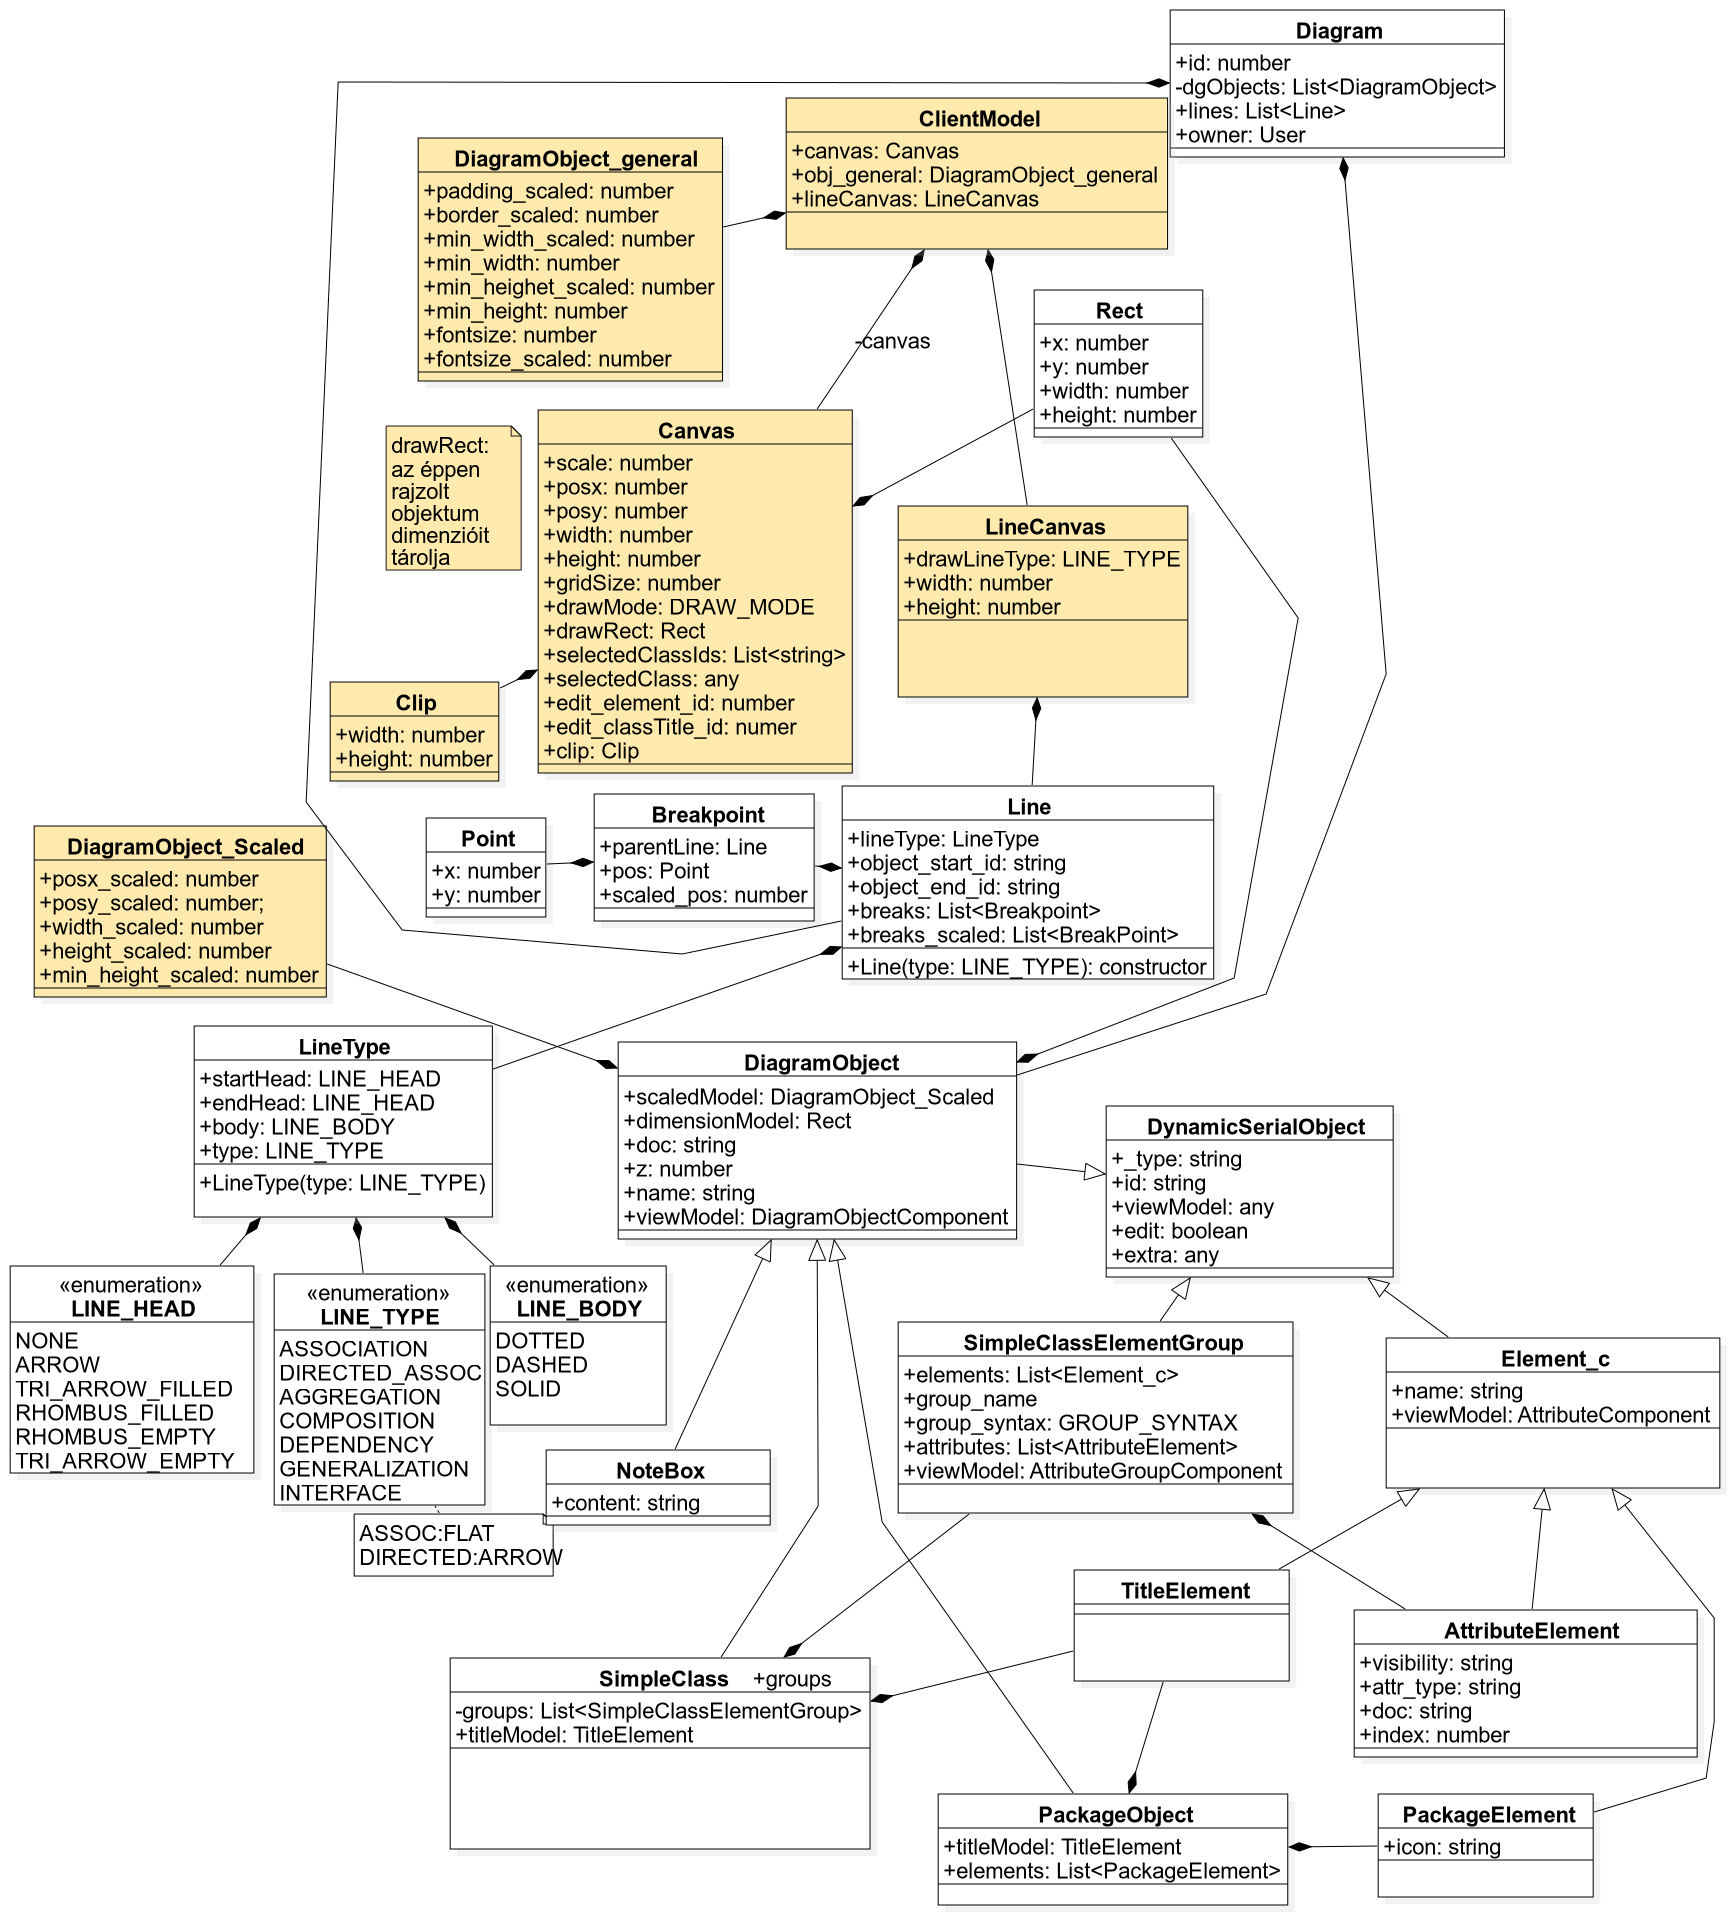 Diagram
+id: number
-dgObjects: List<DiagramObject>
+lines: List<Line>
+owner: User
ClientModel
+canvas: Canvas
+obj_general: DiagramObject_general
+lineCanvas: LineCanvas
DiagramObject_general
+padding_scaled: number
+border_scaled: number
+min_width_scaled: number
+min_width: number
+min_heighet_scaled: number
+min_height: number
+fontsize: number
+fontsize_scaled: number
-canvas
Rect
+x: number
+y: number
+width: number
+height: number
drawRect:
az éppen
rajzolt
objektum
dimenzióit
tárolja
Canvas
+scale: number
+posx: number
+posy: number
+width: number
+height: number
+gridSize: number
+drawMode: DRAW_MODE
+drawRect: Rect
+selectedClassIds: List<string>
+selectedClass: any
+edit_element_id: number
+edit_classTitle_id: numer
+clip: Clip
LineCanvas
+drawLineType: LINE_TYPE
+width: number
+height: number
Clip
+width: number
+height: number
Line
+lineType: LineType
+object_start_id: string
+object_end_id: string
+breaks: List<Breakpoint>
+breaks_scaled: List<BreakPoint>
+Line(type: LINE_TYPE): constructor
Breakpoint
+parentLine: Line
+pos: Point
+scaled_pos: number
Point
+x: number
+y: number
DiagramObject_Scaled
+posx_scaled: number
+posy_scaled: number;
+width_scaled: number
+height_scaled: number
+min_height_scaled: number
LineType
+startHead: LINE_HEAD
+endHead: LINE_HEAD
+body: LINE_BODY
+type: LINE_TYPE
+LineType(type: LINE_TYPE)
DiagramObject
+scaledModel: DiagramObject_Scaled
+dimensionModel: Rect
+doc: string
+z: number
+name: string
+viewModel: DiagramObjectComponent
DynamicSerialObject
+_type: string
+id: string
+viewModel: any
+edit: boolean
+extra: any
«enumeration»
LINE_HEAD
NONE
ARROW
TRI_ARROW_FILLED
RHOMBUS_FILLED
RHOMBUS_EMPTY
TRI_ARROW_EMPTY
«enumeration»
LINE_TYPE
ASSOCIATION
DIRECTED_ASSOC
AGGREGATION
COMPOSITION
DEPENDENCY
GENERALIZATION
INTERFACE
«enumeration»
LINE_BODY
DOTTED
DASHED
SOLID
SimpleClassElementGroup
+elements: List<Element_c>
+group_name
+group_syntax: GROUP_SYNTAX
+attributes: List<AttributeElement>
+viewModel: AttributeGroupComponent
Element_c
+name: string
+viewModel: AttributeComponent
NoteBox
+content: string
ASSOC:FLAT
DIRECTED:ARROW
TitleElement
AttributeElement
+visibility: string
+attr_type: string
+doc: string
+index: number
SimpleClass
+groups
-groups: List<SimpleClassElementGroup>
+titleModel: TitleElement
PackageObject
+titleModel: TitleElement
+elements: List<PackageElement>
PackageElement
+icon: string